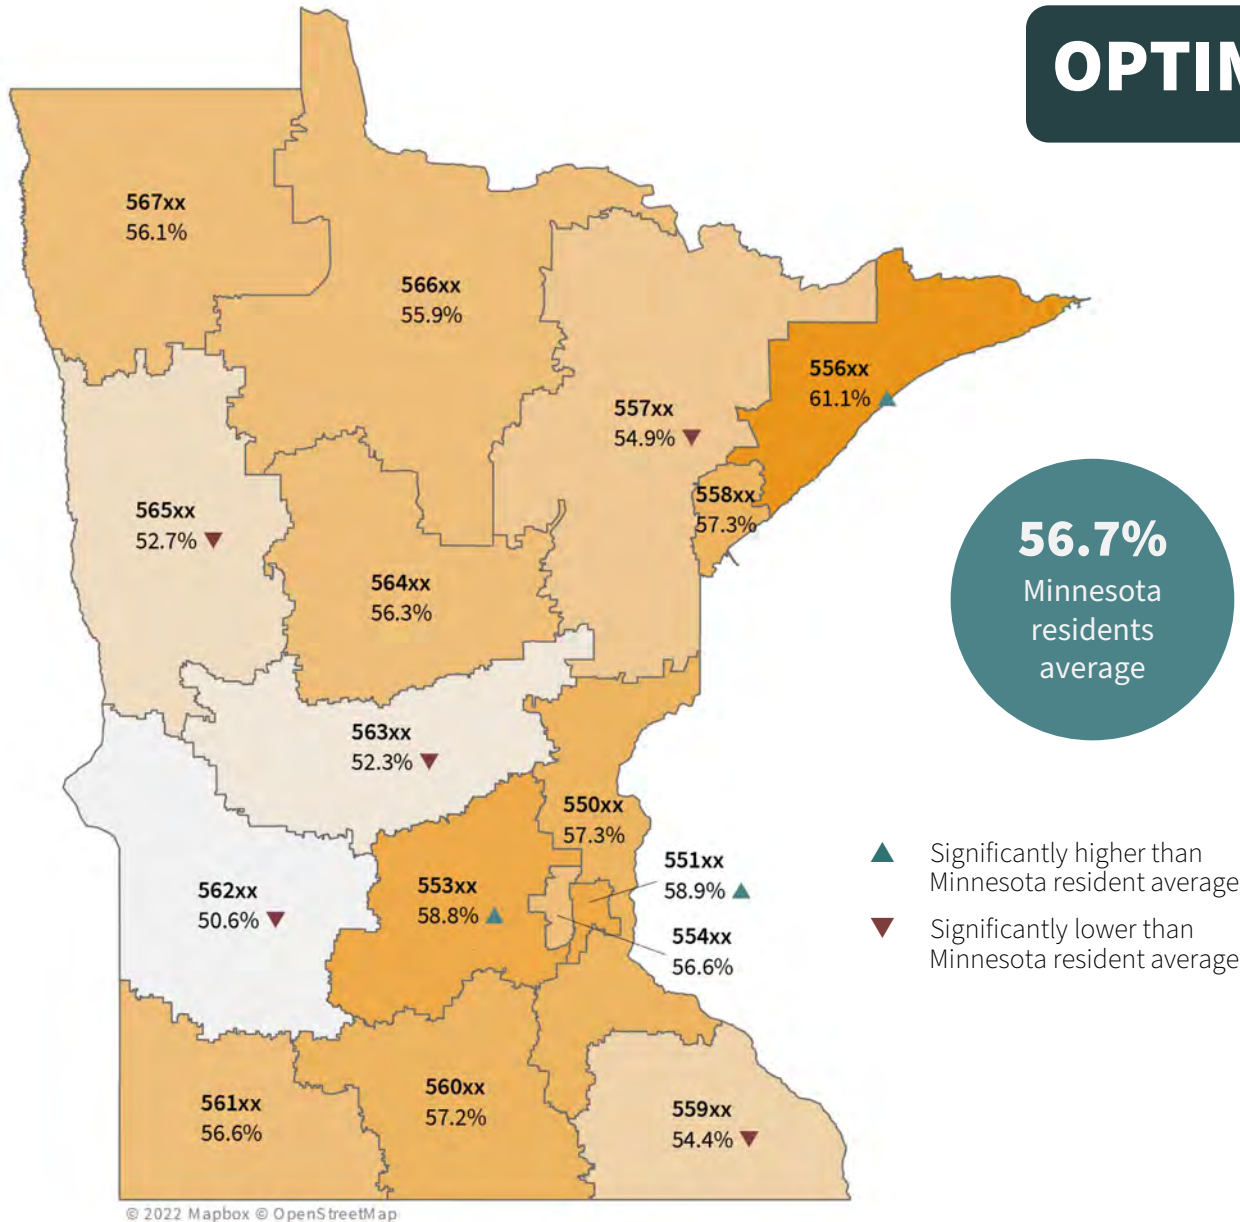 OPTIM
567xx
56.1%
566xx
55.9%
556xx
61.1%
557xx
54.9%
558xx
57.3%
565xx
52.7%
56.7%
Minnesota
residents
average
564xx
56.3%
563xx
52.3%
550xx
57.3%
551xx
58.9%
Significantly higher than
Minnesota resident average
553xx
58.8%
562xx
50.6%
554xx
56.6%
Significantly lower than
Minnesota resident average
560xx
57.2%
561xx
56.6%
559xx
54.4%
© 2022 Mapbox © OpenStreetMap